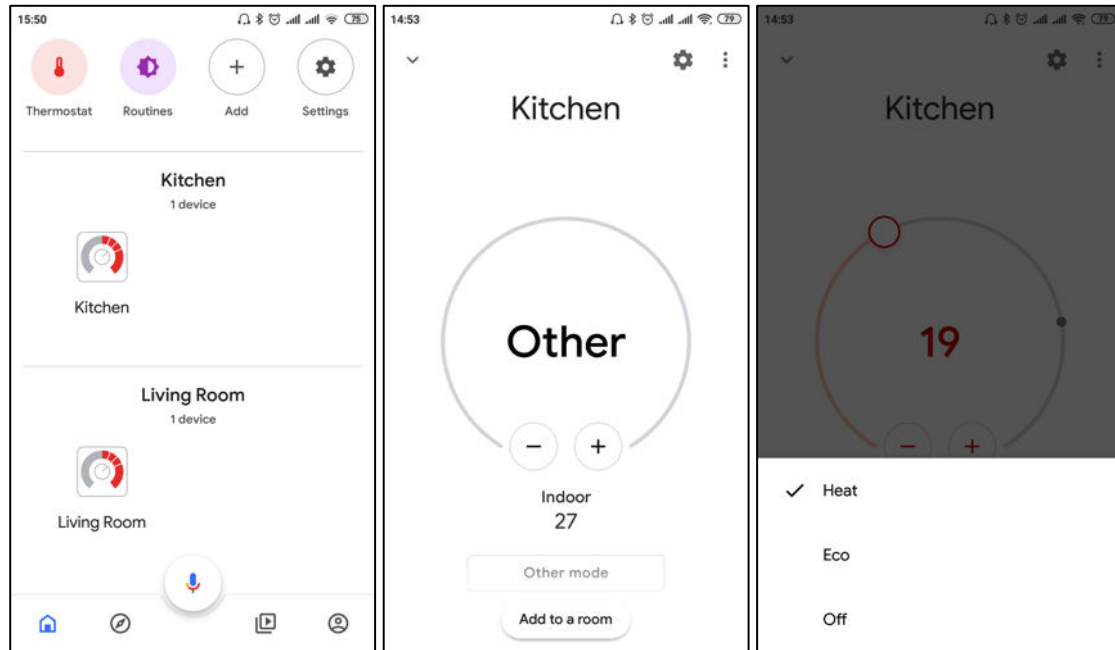 15:50
75
Thermostat
Routines
Add
Settings
Kitchen
1 device
Kitchen
Living Room
1 device
Living Room
14:53
79
Kitchen
Other
Indoor
27
Other mode
Add to a room
14:53
79
Kitchen
19
Heat
Eco
Off